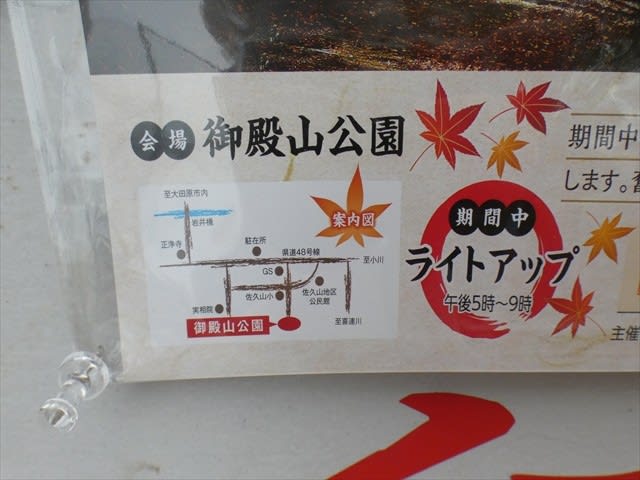 会場 御殿山公園
期間中
します。
至大田原市内
岩井橋
案内図
正浄寺
駐在所
県道48号線
至小川
GS
佐久山小
佐久山地区
公民館
実相院
御殿山公園
至喜連川
期間中
ライトアップ
午後5時～9時
主催